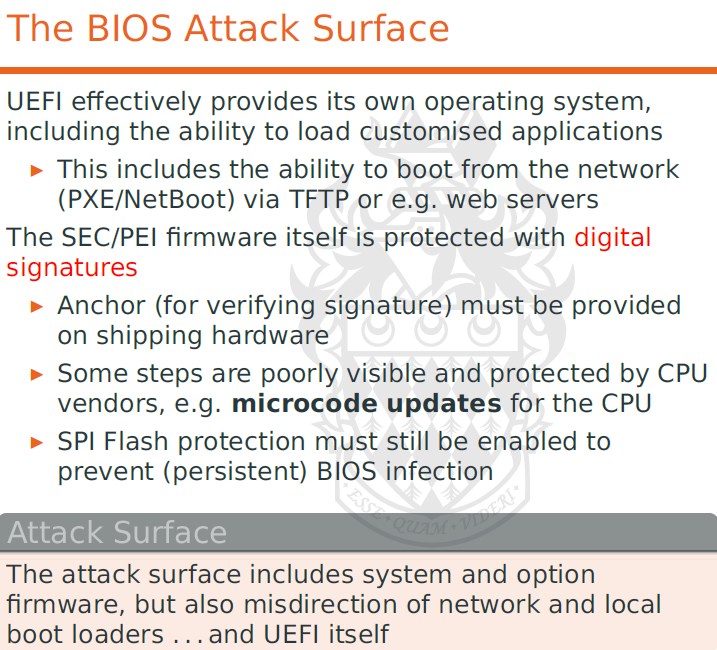 The BIOS Attack Surface
UEFI effectively provides its own operating system,
including the ability to load customised applications
▶ This includes the ability to boot from the network
(PXE/NetBoot) via TFTP or e.g. web servers
The SEC/PEI firmware itself is protected with digital
signatures
▶ Anchor (for verifying signature) must be provided
on shipping hardware
▶ Some steps are poorly visible and protected by CPU
vendors, e.g. microcode updates for the CPU
▶ SPI Flash protection must still be enabled to
prevent (persistent) BIOS infection
ESSE • QUAM • VIDERI
Attack Surface
The attack surface includes system and option
firmware, but also misdirection of network and local
boot loaders ...and UEFI itself